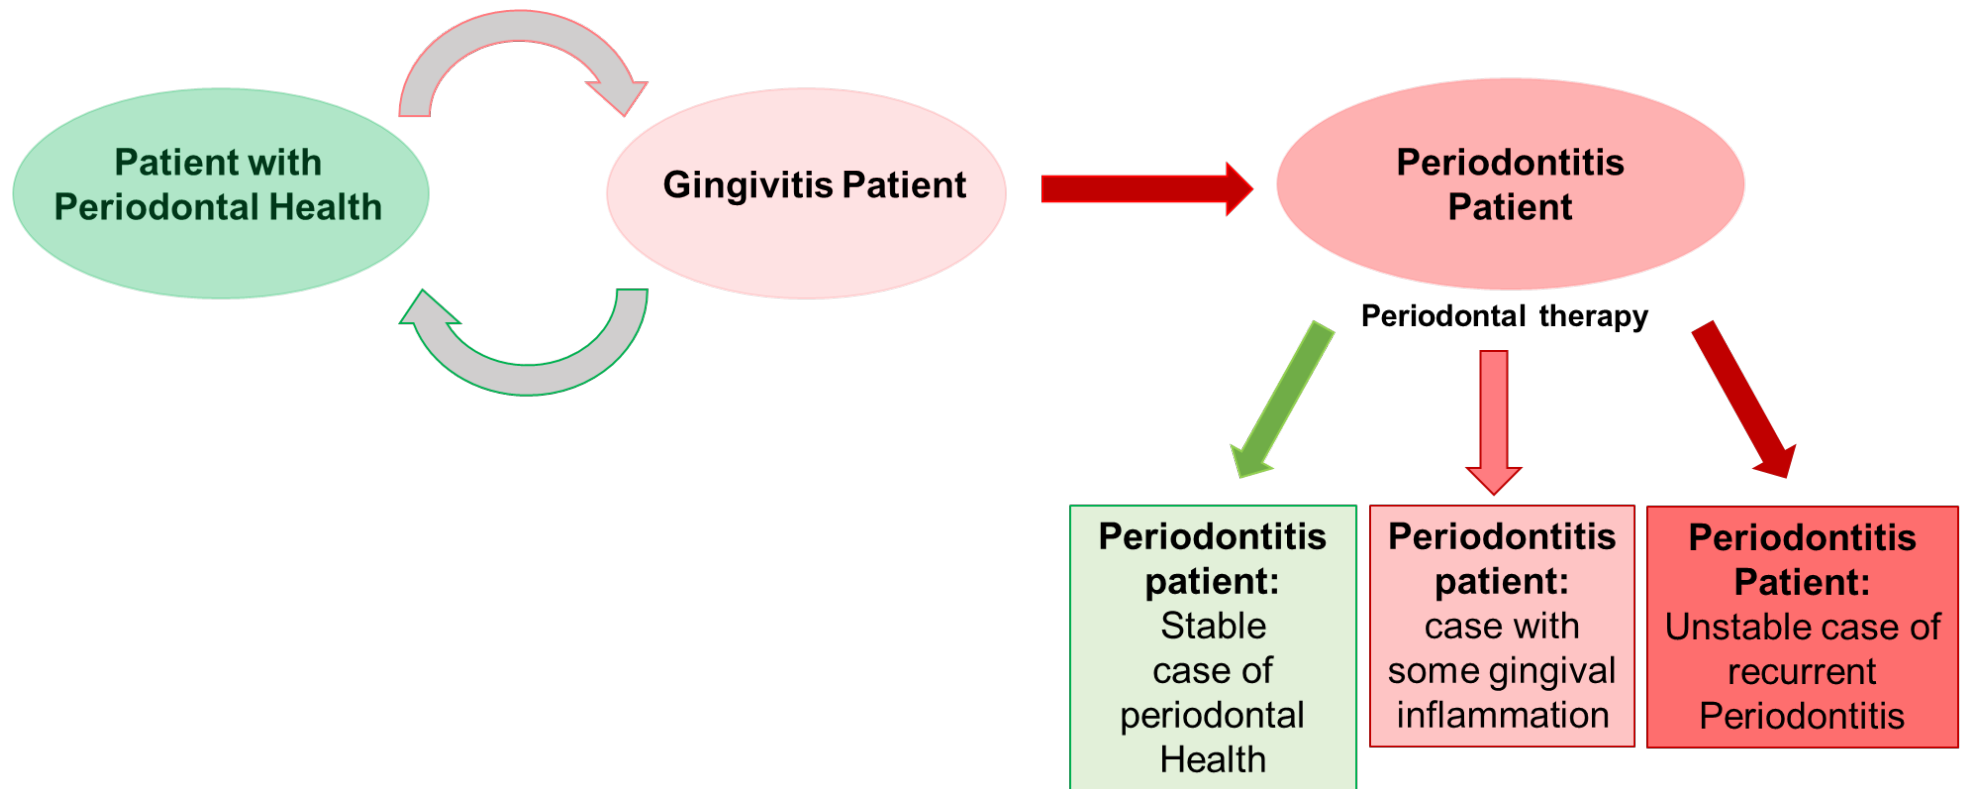 Patient with
Periodontal Health
Gingivitis Patient
Periodontitis
Patient
Periodontal therapy
Periodontitis
patient:
Stable
case of
periodontal
Health
Periodontitis
patient:
case with
some gingival
inflammation
Periodontitis
Patient:
Unstable case of
recurrent
Periodontitis